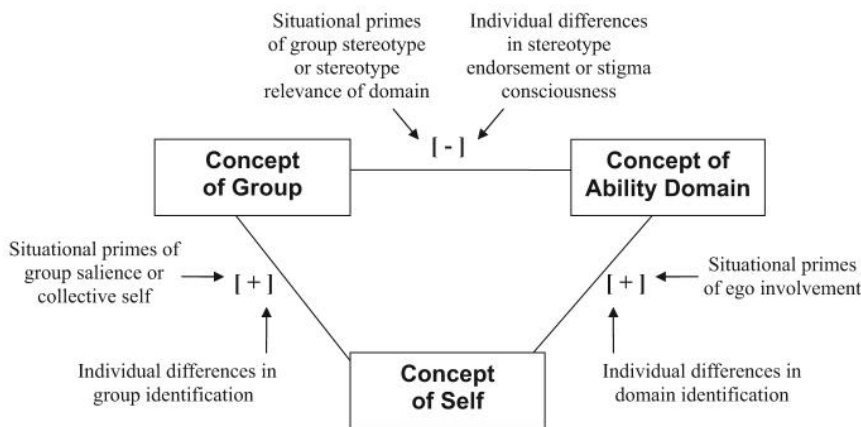 Situational primes
of group stereotype
or stereotype
relevance of domain
Individual differences
in stereotype
endorsement or stigma
consciousness
[ - ]
Concept
of Group
Concept of
Ability Domain
Situational primes of
group salience or
collective self
[ + ]
[ + ]
Situational primes
of ego involvement
Individual differences in
group identification
Concept
of Self
Individual differences in
domain identification